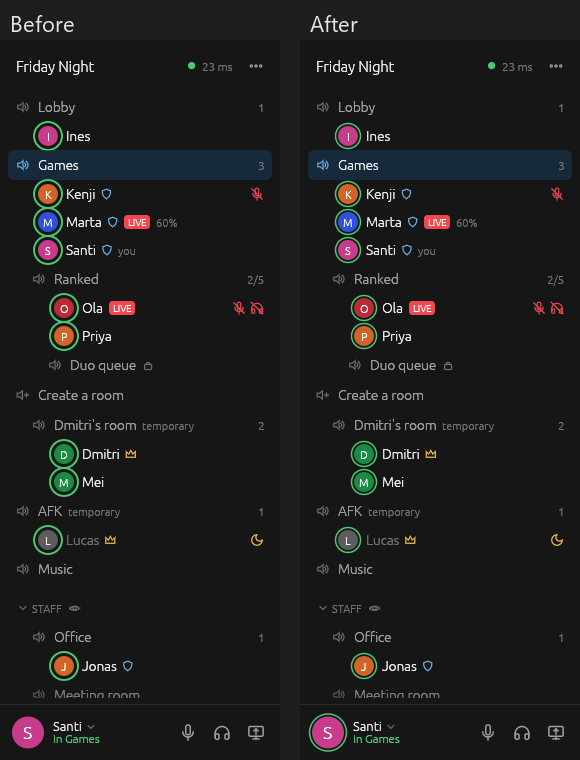 Before
Friday Night 23 ms
Lobby 1
I Ines
Games 3
K Kenji
M Marta LIVE 60%
S Santi you
Ranked 2/5
O Ola LIVE
P Priya
Duo queue
Create a room
Dmitri's room temporary 2
D Dmitri
M Mei
AFK temporary 1
L Lucas
Music
STAFF
Office 1
J Jonas
Meeting room
S Santi
In Games
After
Friday Night 23 ms
Lobby 1
I Ines
Games 3
K Kenji
M Marta LIVE 60%
S Santi you
Ranked 2/5
O Ola LIVE
P Priya
Duo queue
Create a room
Dmitri's room temporary 2
D Dmitri
M Mei
AFK temporary 1
L Lucas
Music
STAFF
Office 1
J Jonas
Meeting room
S Santi
In Games